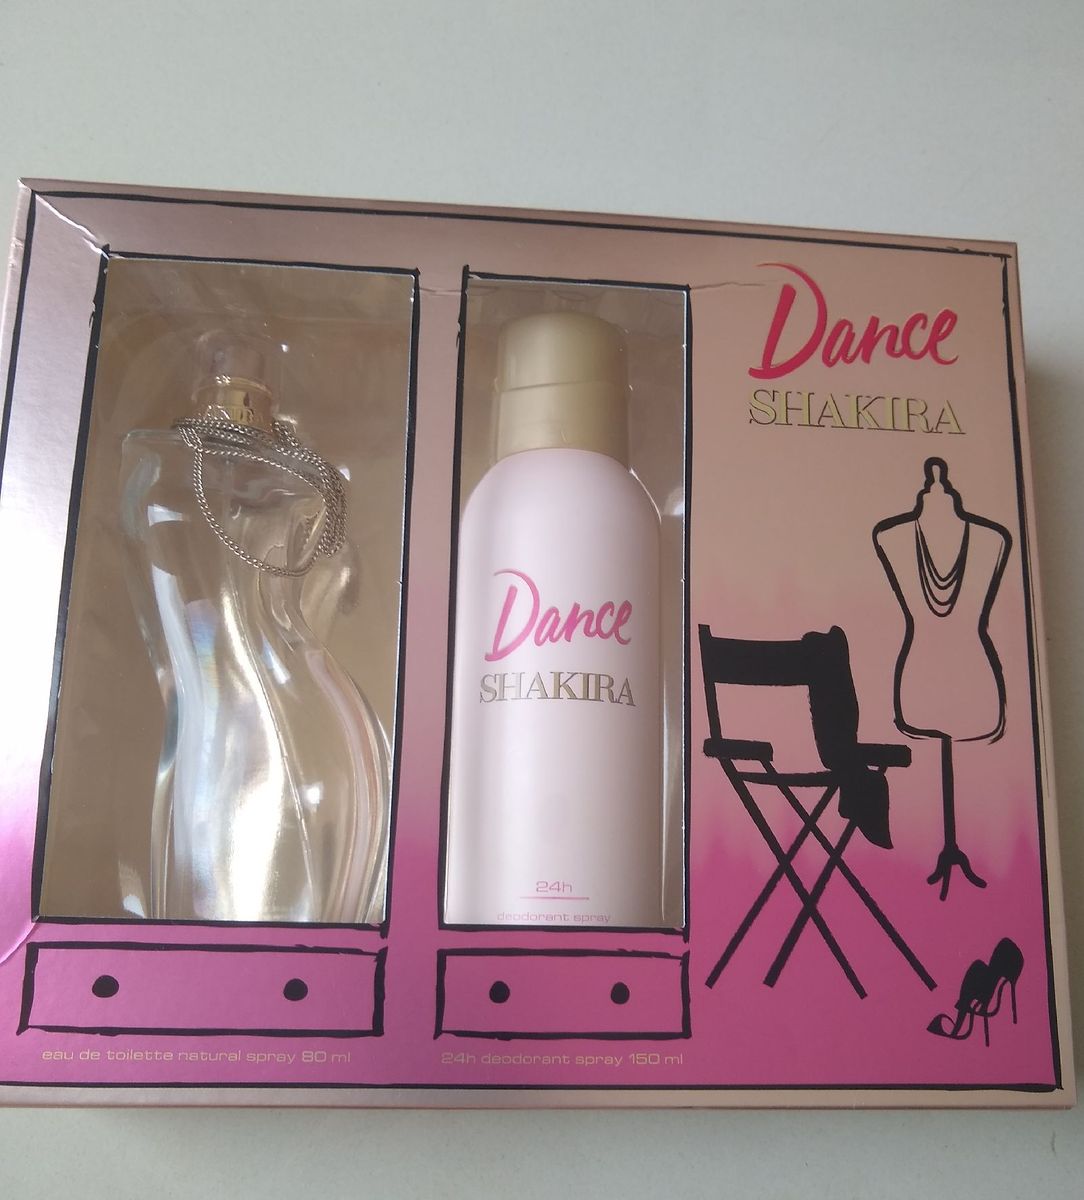 Dance
SHAKIRA
Dance
SHAKIRA
24h
deodorant spray
eau de toilette natural spray 80 ml
24h deodorant spray 150 ml